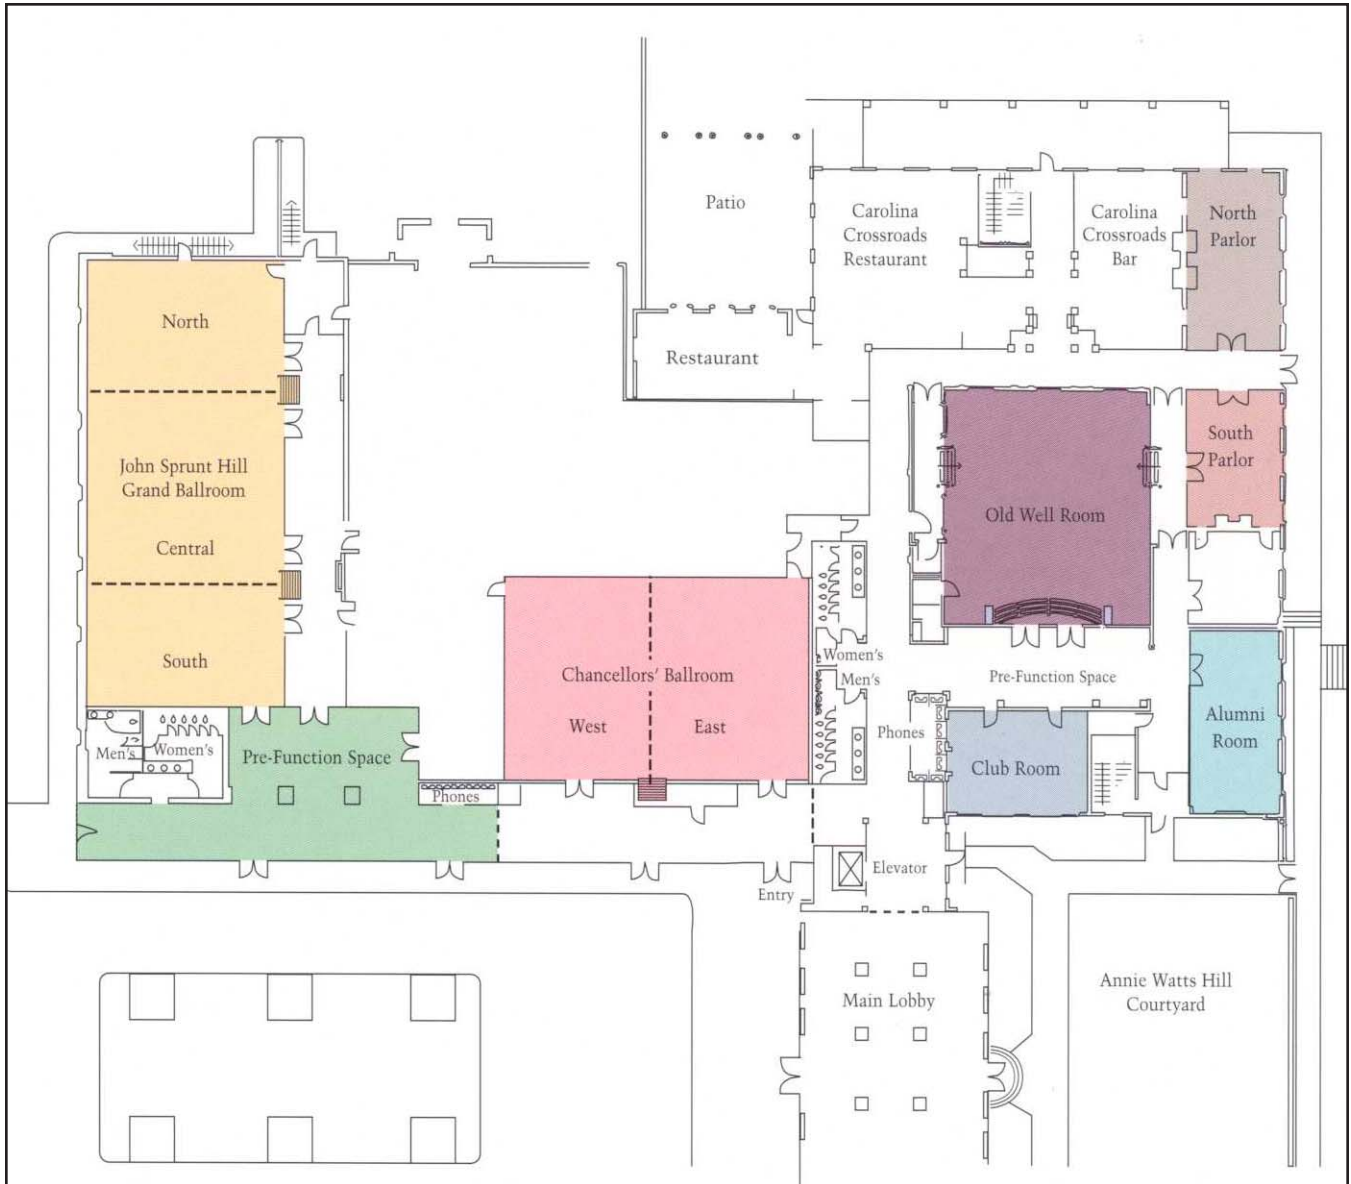 Patio
Carolina
Crossroads
Restaurant
Carolina
Crossroads
Bar
North
Parlor
Restaurant
North
John Sprunt Hill
Grand Ballroom
Central
South
South
Parlor
Old Well Room
Women's
Men's
Chancellors' Ballroom
West
East
Pre-Function Space
Alumni
Room
Men's
Women's
Pre-Function Space
Phones
Phones
Club Room
Elevator
Entry
Main Lobby
Annie Watts Hill
Courtyard